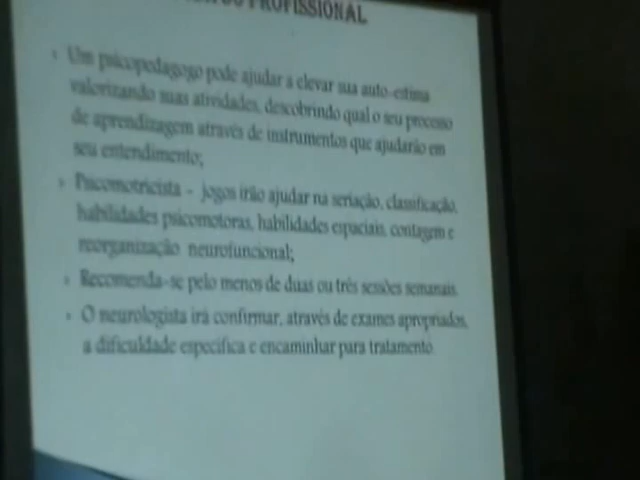 PROFISSIONAL
Um psicopedagogo pode ajudar a elevar sua auto-estima
valorizando suas atividades, descobrindo qual o seu processo
de aprendizagem através de instrumentos que ajudarão em
seu entendimento;
Psicomotricista – jogos irão ajudar na seriação, classificação,
habilidades psicomotoras, habilidades espaciais, contagem e
reorganização neurofuncional;
Recomenda-se pelo menos de duas ou três sessões semanais.
O neurologista irá confirmar, através de exames apropriados,
a dificuldade específica e encaminhar para tratamento.